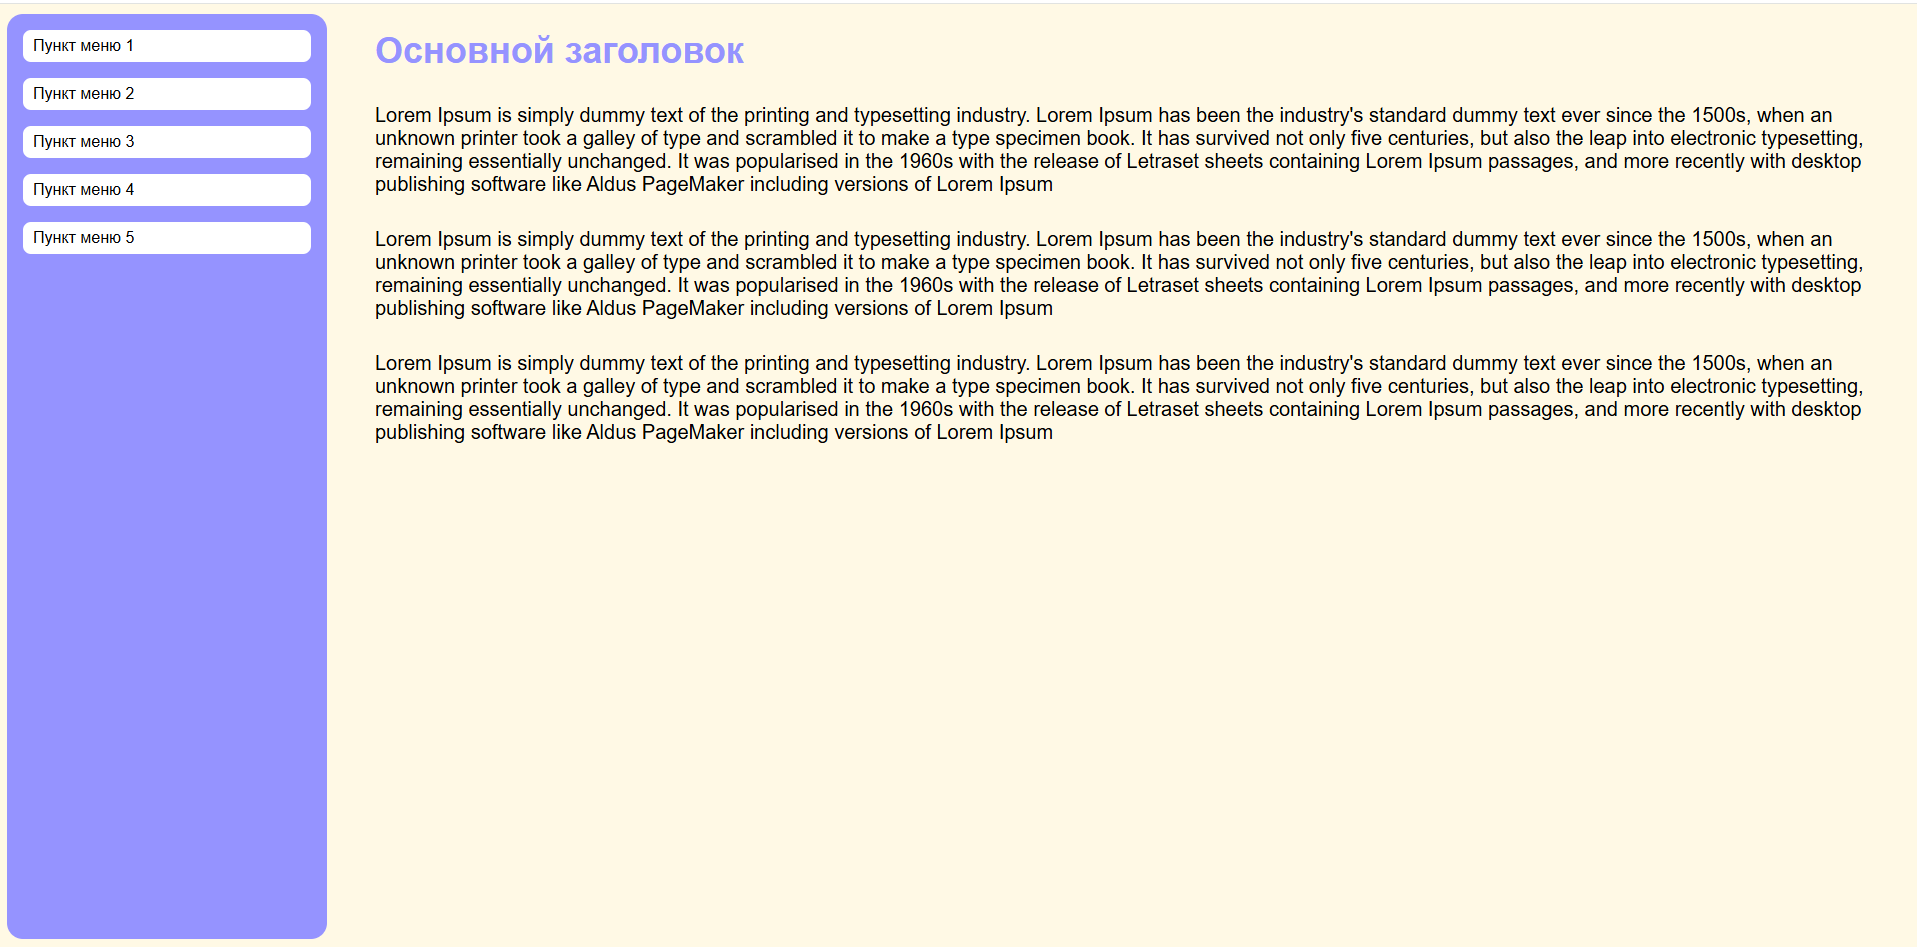 Пункт меню 1
Пункт меню 2
Пункт меню 3
Пункт меню 4
Пункт меню 5
Основной заголовок
Lorem Ipsum is simply dummy text of the printing and typesetting industry. Lorem Ipsum has been the industry's standard dummy text ever since the 1500s, when an
unknown printer took a galley of type and scrambled it to make a type specimen book. It has survived not only five centuries, but also the leap into electronic typesetting,
remaining essentially unchanged. It was popularised in the 1960s with the release of Letraset sheets containing Lorem Ipsum passages, and more recently with desktop
publishing software like Aldus PageMaker including versions of Lorem Ipsum
Lorem Ipsum is simply dummy text of the printing and typesetting industry. Lorem Ipsum has been the industry's standard dummy text ever since the 1500s, when an
unknown printer took a galley of type and scrambled it to make a type specimen book. It has survived not only five centuries, but also the leap into electronic typesetting,
remaining essentially unchanged. It was popularised in the 1960s with the release of Letraset sheets containing Lorem Ipsum passages, and more recently with desktop
publishing software like Aldus PageMaker including versions of Lorem Ipsum
Lorem Ipsum is simply dummy text of the printing and typesetting industry. Lorem Ipsum has been the industry's standard dummy text ever since the 1500s, when an
unknown printer took a galley of type and scrambled it to make a type specimen book. It has survived not only five centuries, but also the leap into electronic typesetting,
remaining essentially unchanged. It was popularised in the 1960s with the release of Letraset sheets containing Lorem Ipsum passages, and more recently with desktop
publishing software like Aldus PageMaker including versions of Lorem Ipsum